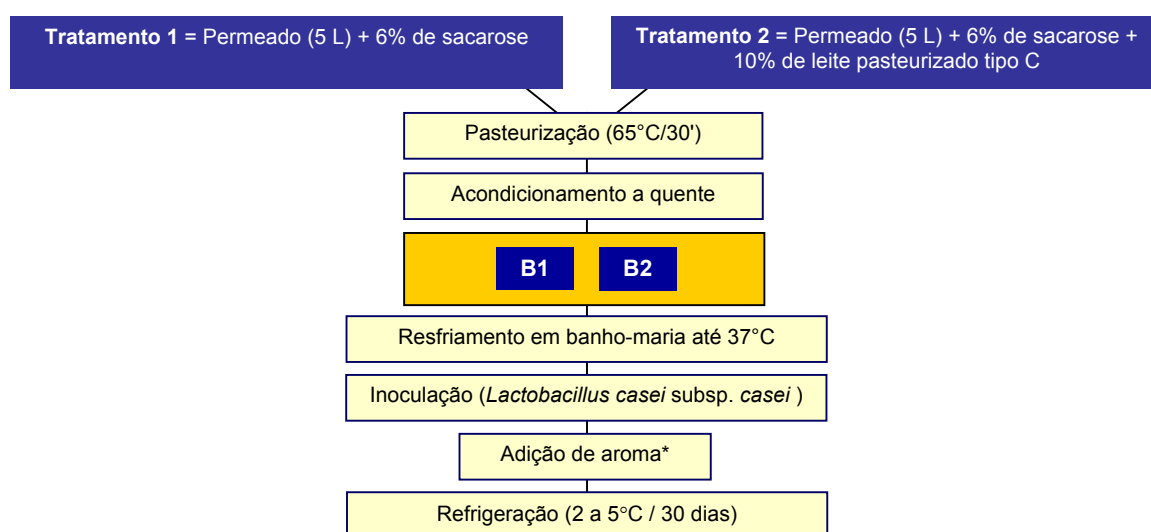 Tratamento 1 = Permeado (5 L) + 6% de sacarose
Tratamento 2 = Permeado (5 L) + 6% de sacarose +
10% de leite pasteurizado tipo C
Pasteurização (65°C/30')
Acondicionamento a quente
B1 B2
Resfriamento em banho-maria até 37°C
Inoculação (Lactobacillus casei subsp. casei )
Adição de aroma*
Refrigeração (2 a 5°C / 30 dias)